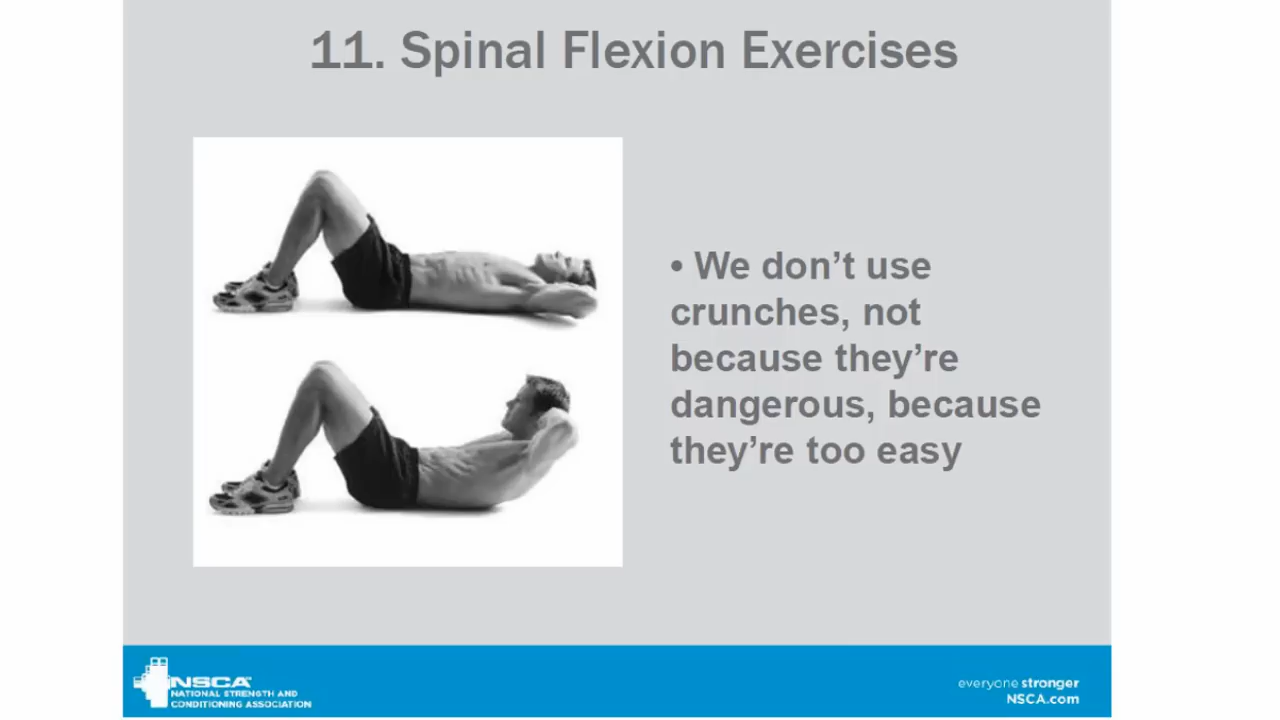 11. Spinal Flexion Exercises
• We don't use
crunches, not
because they're
dangerous, because
they're too easy
NSCA
NATIONAL STRENGTH AND
CONDITIONING ASSOCIATION
everyone stronger
NSCA.com